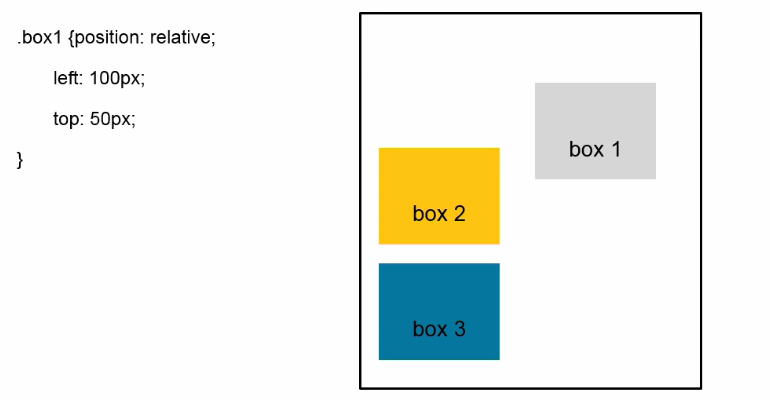 .box1 {position: relative;
left: 100px;
top: 50px;
}
box 1
box 2
box 3